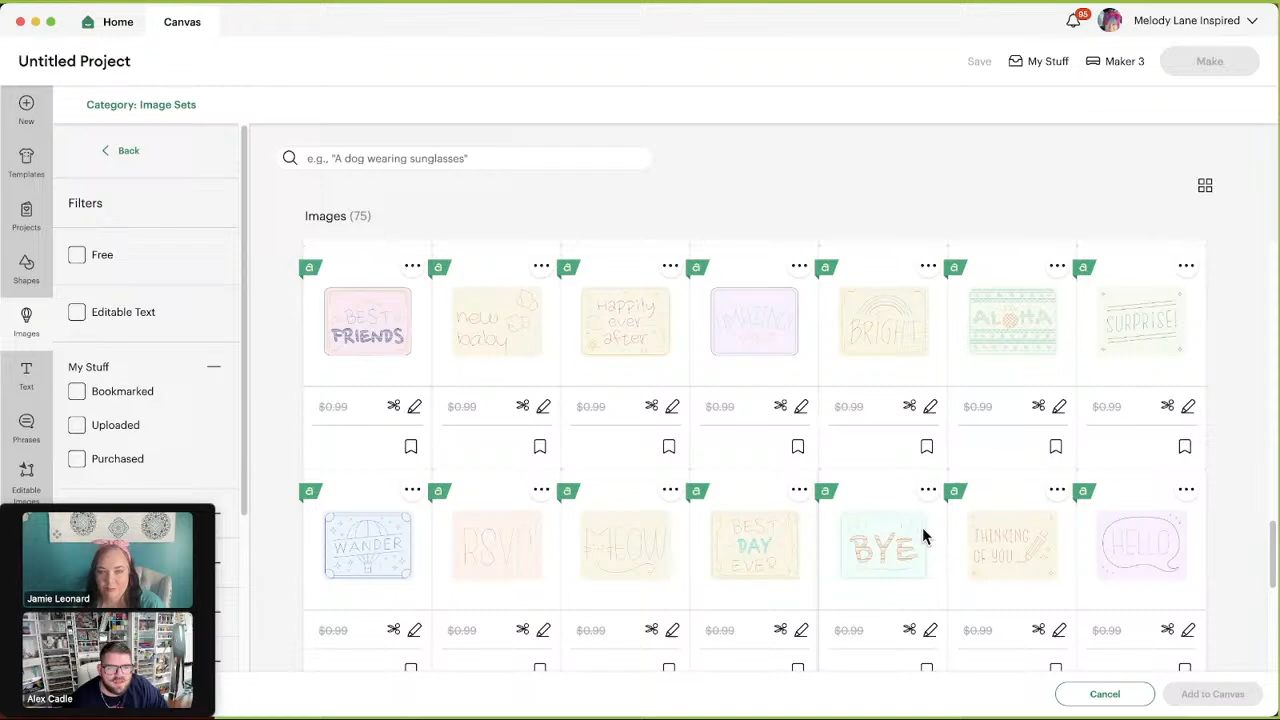 Home
Canvas
95
Melody Lane Inspired
Untitled Project
Save
My Stuff
Maker 3
Make
New
Templates
Projects
Shapes
Images
Text
Phrases
Editable
Images
Category: Image Sets
Back
Filters
Free
Editable Text
My Stuff
Bookmarked
Uploaded
Purchased
e.g., "A dog wearing sunglasses"
Images (75)
a a a a a a a
BEST
FRIENDS
new
baby
Happily
ever
after
AMAZING
BRIGHT
ALOHA
SURPRISE!
$0.99 $0.99 $0.99 $0.99 $0.99 $0.99 $0.99
a a a a a a a
WANDER
RSVP
MEOW
BEST
DAY
EVER
BYE
THINKING
OF YOU...
HELLO
$0.99 $0.99 $0.99 $0.99 $0.99 $0.99 $0.99
Jamie Leonard
Alex Cadle
Cancel
Add to Canvas